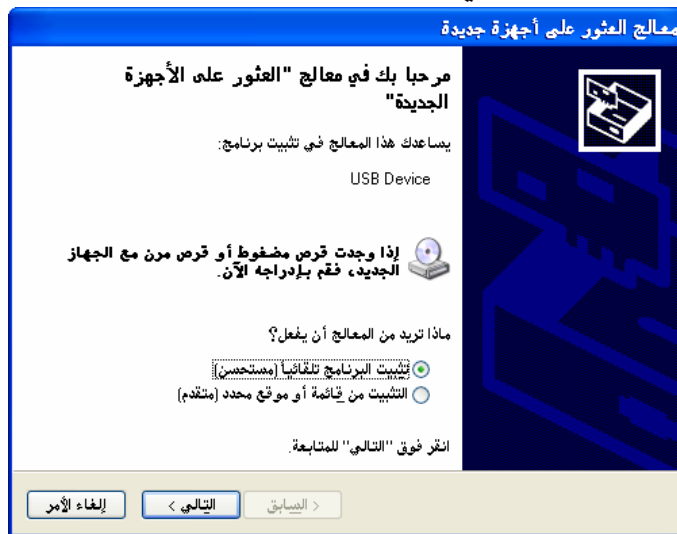 معالج العثور على أجهزة جديدة
مرحبا بك في معالج "العثور على الأجهزة
الجديدة"
يساعدك هذا المعالج في تثبيت برنامج:
USB Device
إذا وجدت قرص مضغوط أو قرص مرن مع الجهاز
الجديد، فقم بإدراجه الآن.
ماذا تريد من المعالج أن يفعل؟
تثبيت البرنامج تلقائياً (مستحسن)
التثبيت من قائمة أو موقع محدد (متقدم)
انقر فوق "التالي" للمتابعة.
< السابق
التالي >
إلغاء الأمر